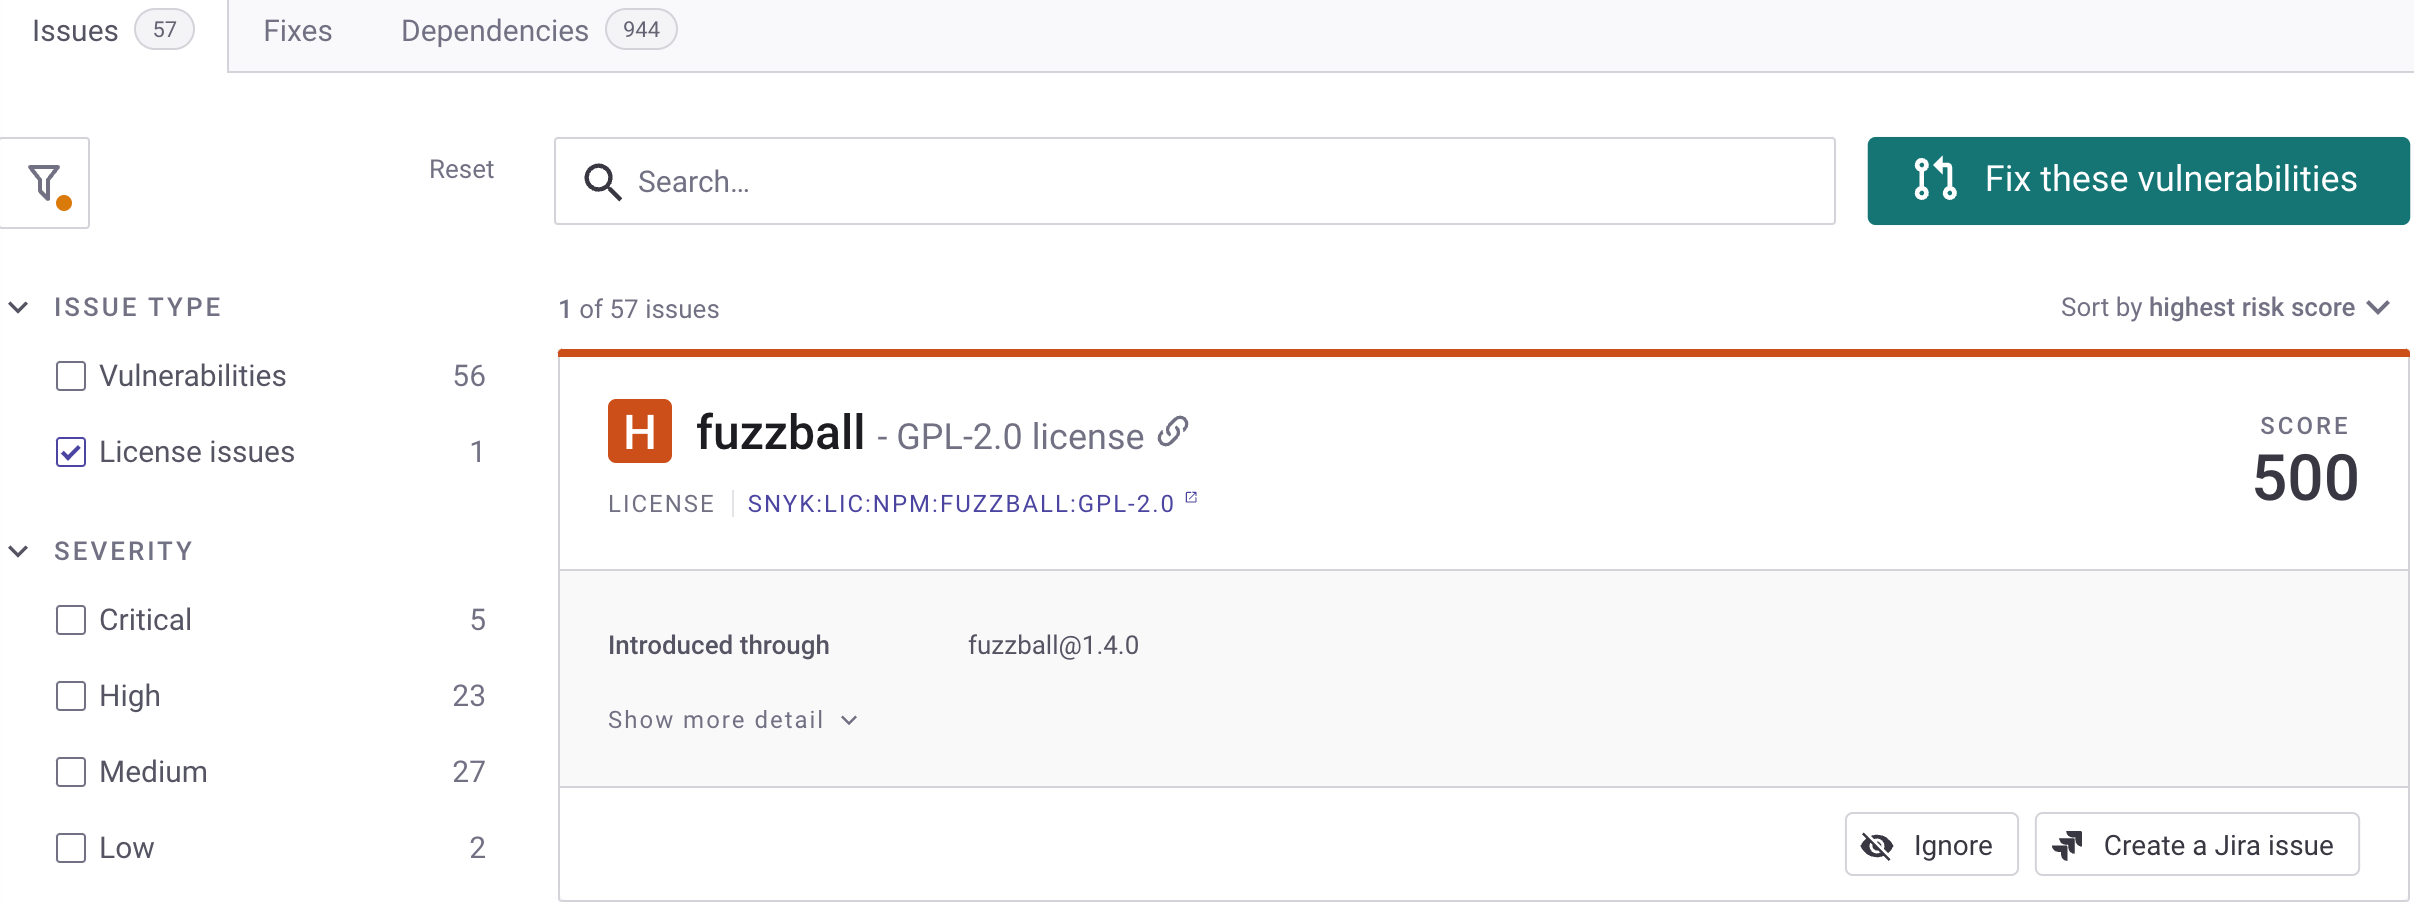 Issues 57 Fixes Dependencies 944
Reset
Search...
Fix these vulnerabilities
ISSUE TYPE
Vulnerabilities 56
License issues 1
SEVERITY
Critical 5
High 23
Medium 27
Low 2
1 of 57 issues
Sort by highest risk score
H fuzzball - GPL-2.0 license
LICENSE SNYK:LIC:NPM:FUZZBALL:GPL-2.0
SCORE
500
Introduced through fuzzball@1.4.0
Show more detail
Ignore
Create a Jira issue